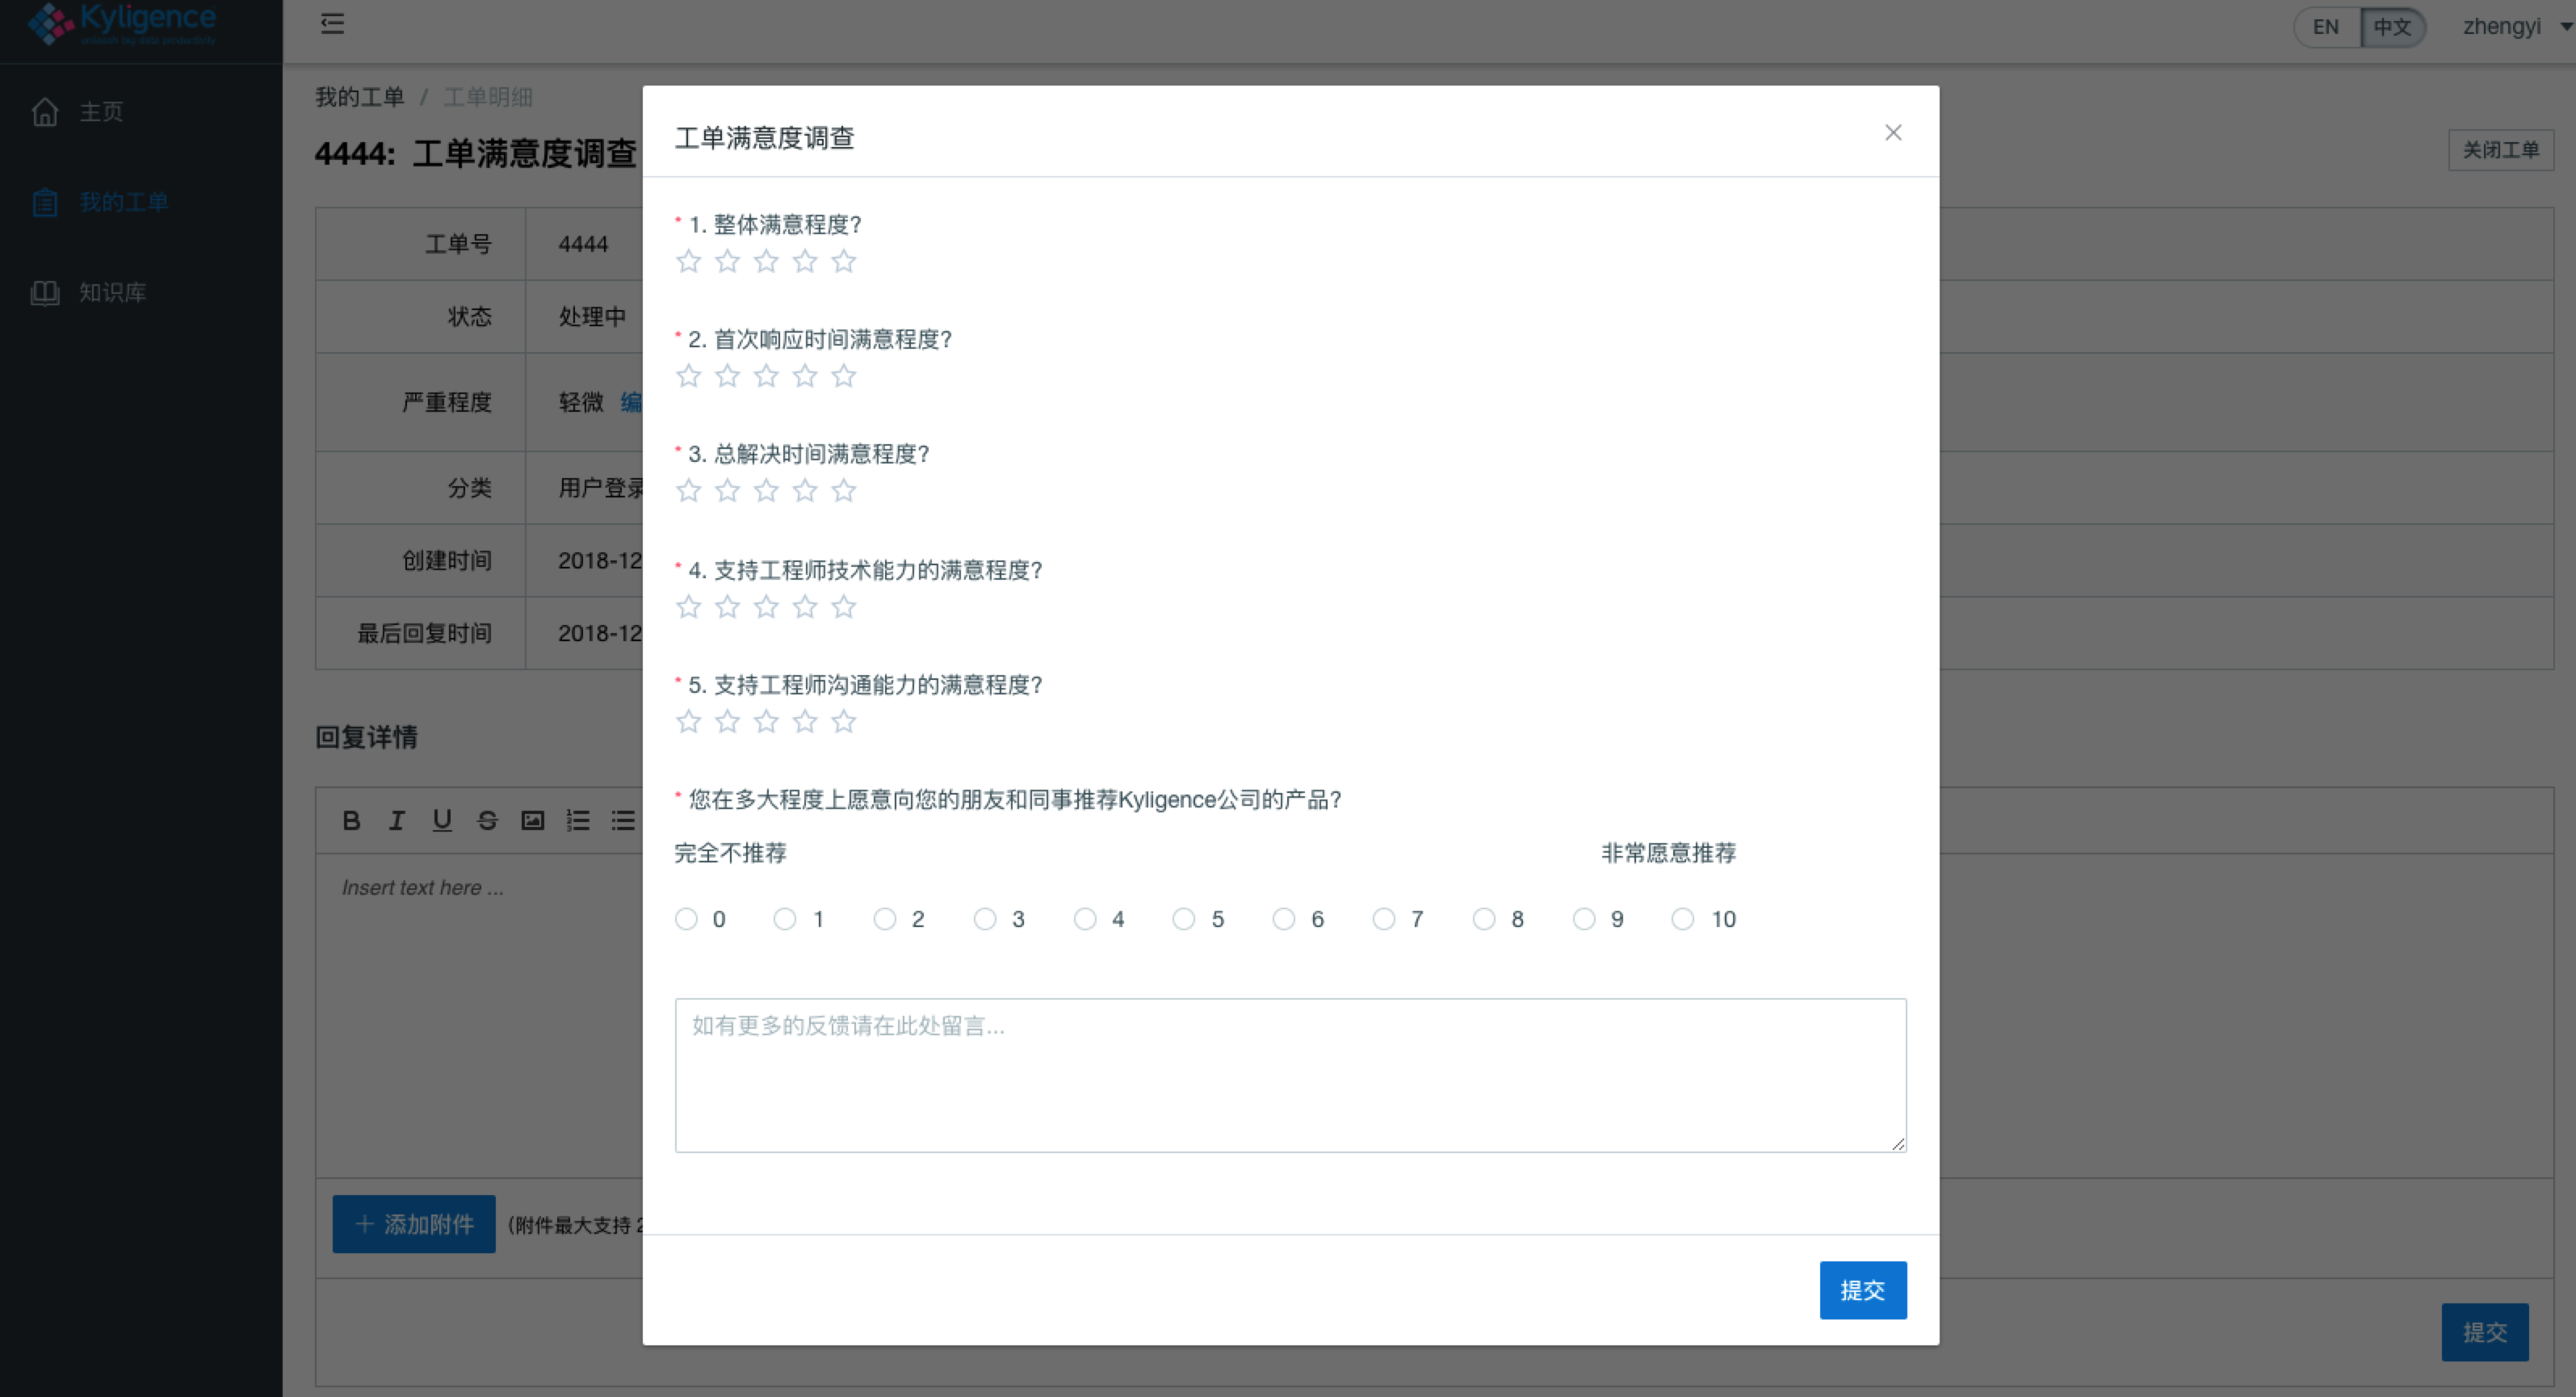 Kyligence
EN 中文 zhengyi
主页
我的工单
知识库
我的工单 / 工单明细
4444: 工单满意度调查
关闭工单
工单号 4444
状态 处理中
严重程度 轻微 编
分类 用户登录
创建时间 2018-12
最后回复时间 2018-12
回复详情
B I U S
Insert text here ...
+ 添加附件 (附件最大支持 2
提交
工单满意度调查
* 1. 整体满意程度?
* 2. 首次响应时间满意程度?
* 3. 总解决时间满意程度?
* 4. 支持工程师技术能力的满意程度?
* 5. 支持工程师沟通能力的满意程度?
* 您在多大程度上愿意向您的朋友和同事推荐Kyligence公司的产品?
完全不推荐 非常愿意推荐
0 1 2 3 4 5 6 7 8 9 10
如有更多的反馈请在此处留言...
提交